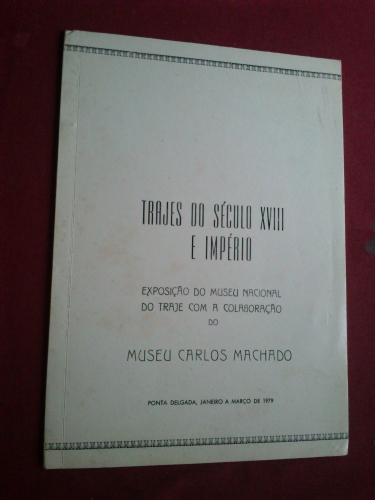 TRAJES DO SÉCULO XVIII
E IMPÉRIO
EXPOSIÇÃO DO MUSEU NACIONAL
DO TRAJE COM A COLABORAÇÃO
DO
MUSEU CARLOS MACHADO
PONTA DELGADA, JANEIRO A MARÇO DE 1979